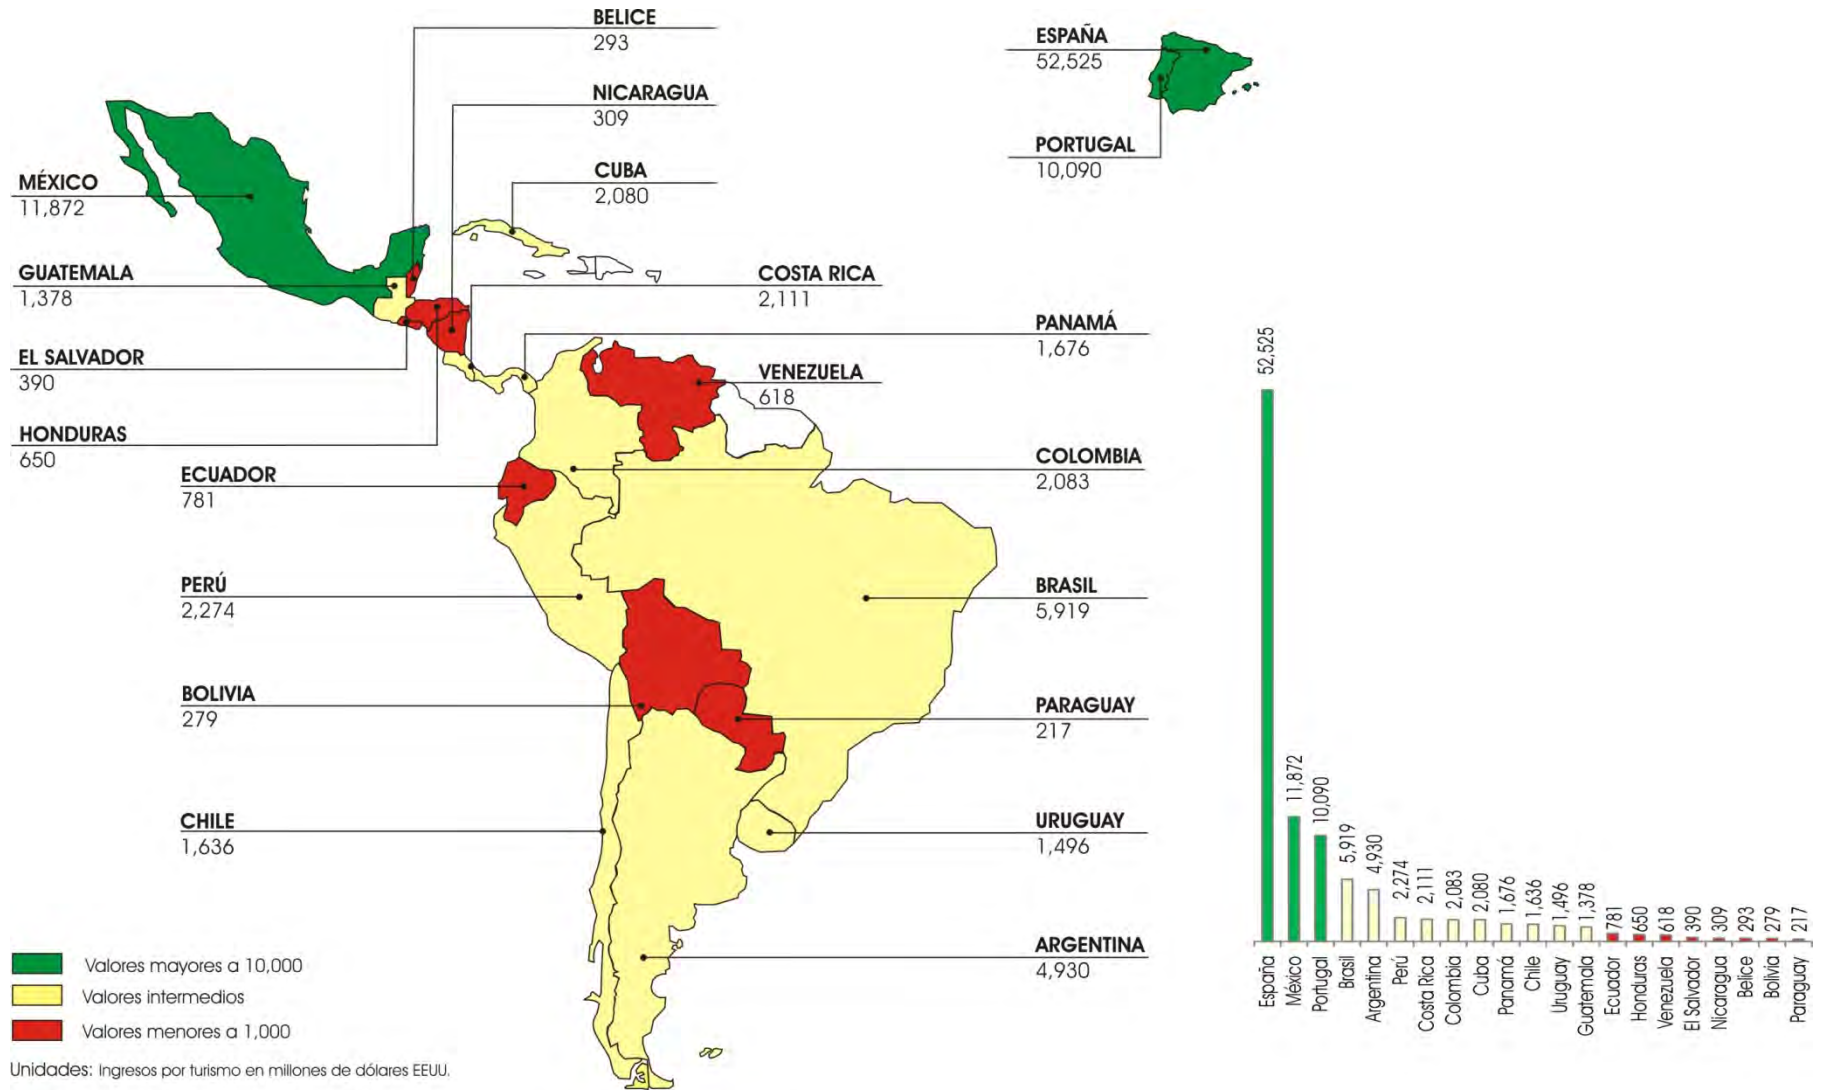 BELICE
293
NICARAGUA
309
CUBA
2,080
ESPAÑA
52,525
PORTUGAL
10,090
MÉXICO
11,872
GUATEMALA
1,378
EL SALVADOR
390
HONDURAS
650
COSTA RICA
2,111
PANAMÁ
1,676
VENEZUELA
618
COLOMBIA
2,083
ECUADOR
781
PERÚ
2,274
BRASIL
5,919
BOLIVIA
279
PARAGUAY
217
CHILE
1,636
URUGUAY
1,496
ARGENTINA
4,930
Valores mayores a 10,000
Valores intermedios
Valores menores a 1,000
Unidades: Ingresos por turismo en millones de dólares EEUU.
52,525
11,872
10,090
5,919
4,930
2,274
2,111
2,083
2,080
1,676
1,636
1,496
1,378
781
650
618
390
309
293
279
217
España
México
Portugal
Brasil
Argentina
Perú
Costa Rica
Colombia
Cuba
Panamá
Chile
Uruguay
Guatemala
Ecuador
Honduras
Venezuela
El Salvador
Nicaragua
Belice
Bolivia
Paraguay